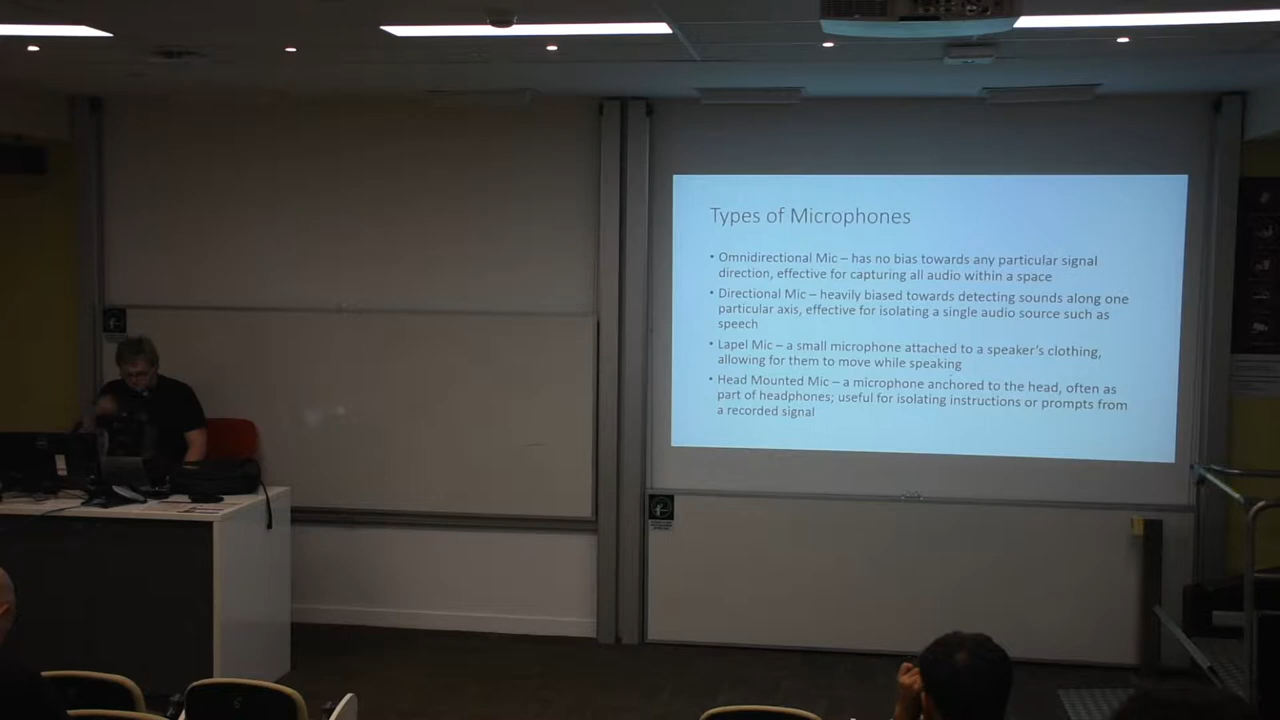 Types of Microphones
• Omnidirectional Mic – has no bias towards any particular signal
direction, effective for capturing all audio within a space
• Directional Mic – heavily biased towards detecting sounds along one
particular axis, effective for isolating a single audio source such as
speech
• Lapel Mic – a small microphone attached to a speaker's clothing,
allowing for them to move while speaking
• Head Mounted Mic – a microphone anchored to the head, often as
part of headphones; useful for isolating instructions or prompts from
a recorded signal